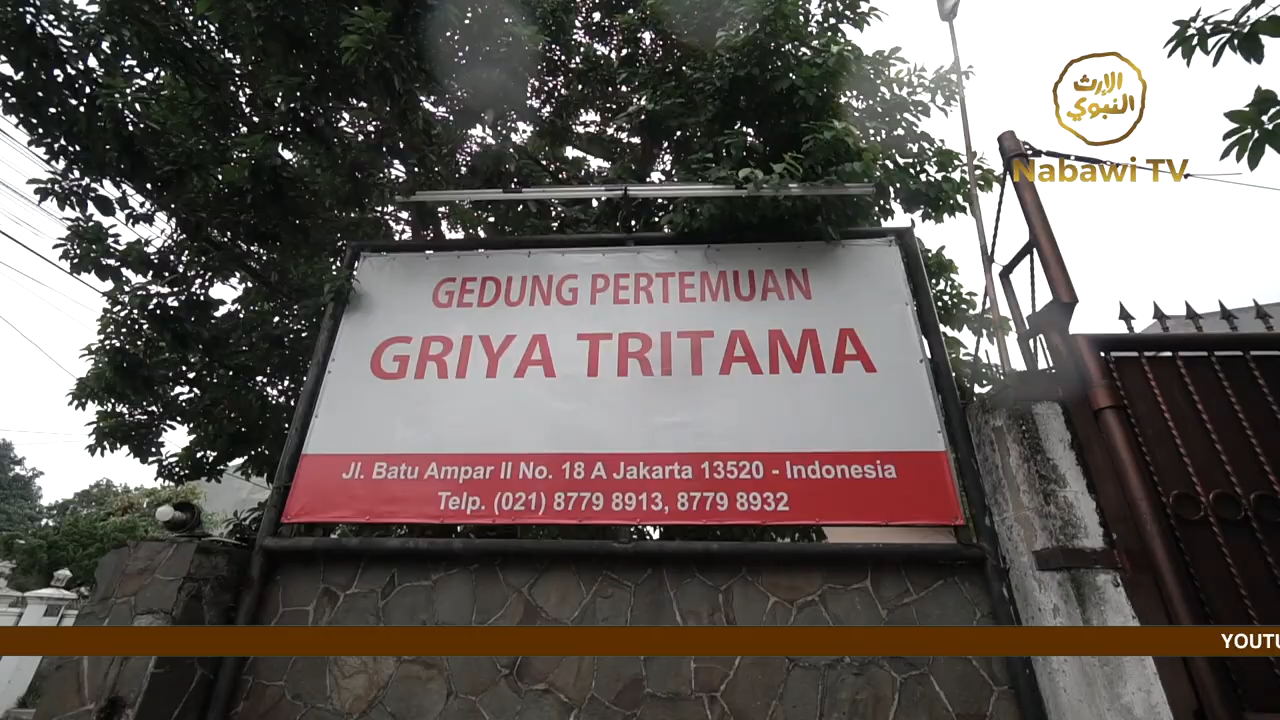 الإرث
النبوي
Nabawi TV
GEDUNG PERTEMUAN
GRIYA TRITAMA
Jl. Batu Ampar II No. 18 A Jakarta 13520 - Indonesia
Telp. (021) 8779 8913, 8779 8932
YOUTU